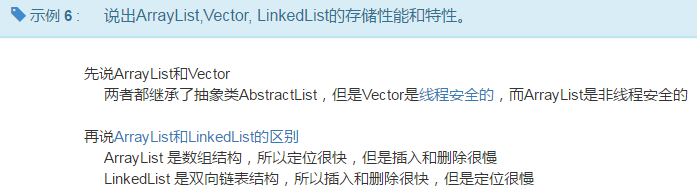 示例 6 : 说出ArrayList,Vector, LinkedList的存储性能和特性。
先说ArrayList和Vector
两者都继承了抽象类AbstractList，但是Vector是线程安全的，而ArrayList是非线程安全的
再说ArrayList和LinkedList的区别
ArrayList 是数组结构，所以定位很快，但是插入和删除很慢
LinkedList 是双向链表结构，所以插入和删除很快，但是定位很慢